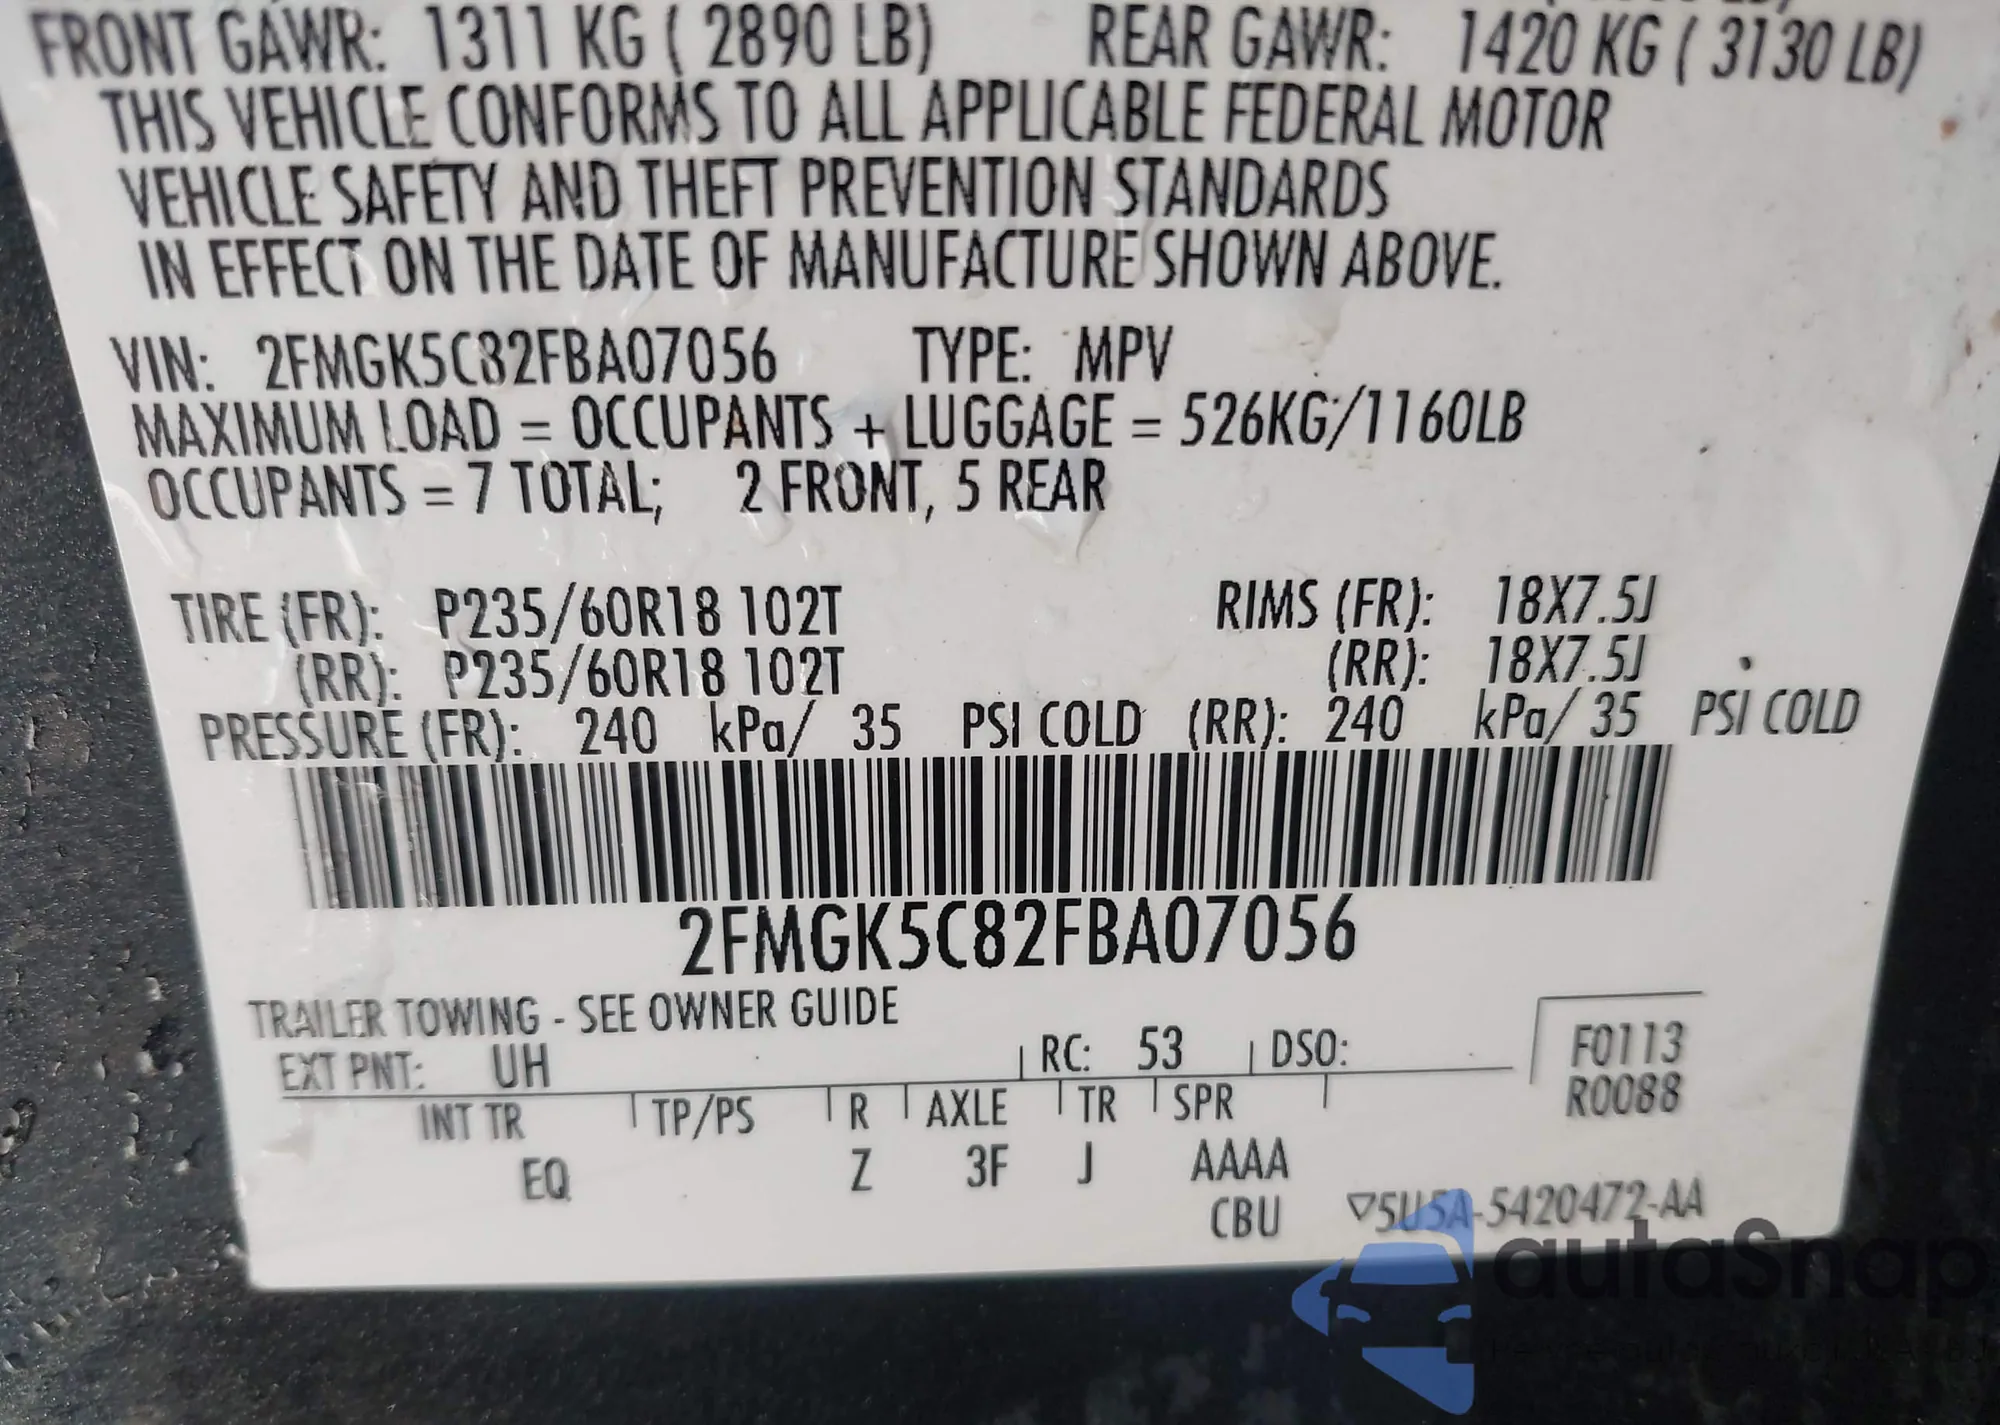 FRONT GAWR: 1311 KG ( 2890 LB) REAR GAWR: 1420 KG ( 3130 LB)
THIS VEHICLE CONFORMS TO ALL APPLICABLE FEDERAL MOTOR
VEHICLE SAFETY AND THEFT PREVENTION STANDARDS
IN EFFECT ON THE DATE OF MANUFACTURE SHOWN ABOVE.
VIN: 2FMGK5C82FBA07056 TYPE: MPV
MAXIMUM LOAD = OCCUPANTS + LUGGAGE = 526KG/1160LB
OCCUPANTS = 7 TOTAL; 2 FRONT, 5 REAR
TIRE (FR): P235/60R18 102T RIMS (FR): 18X7.5J
(RR): P235/60R18 102T (RR): 18X7.5J
PRESSURE (FR): 240 kPa/ 35 PSI COLD (RR): 240 kPa/ 35 PSI COLD
2FMGK5C82FBA07056
TRAILER TOWING - SEE OWNER GUIDE
EXT PNT: UH RC: 53 DSO: F0113
R0088
INT TR TP/PS R AXLE TR SPR
EQ Z 3F J AAAA
CBU ▽5U5A-5420472-AA
autoSnap